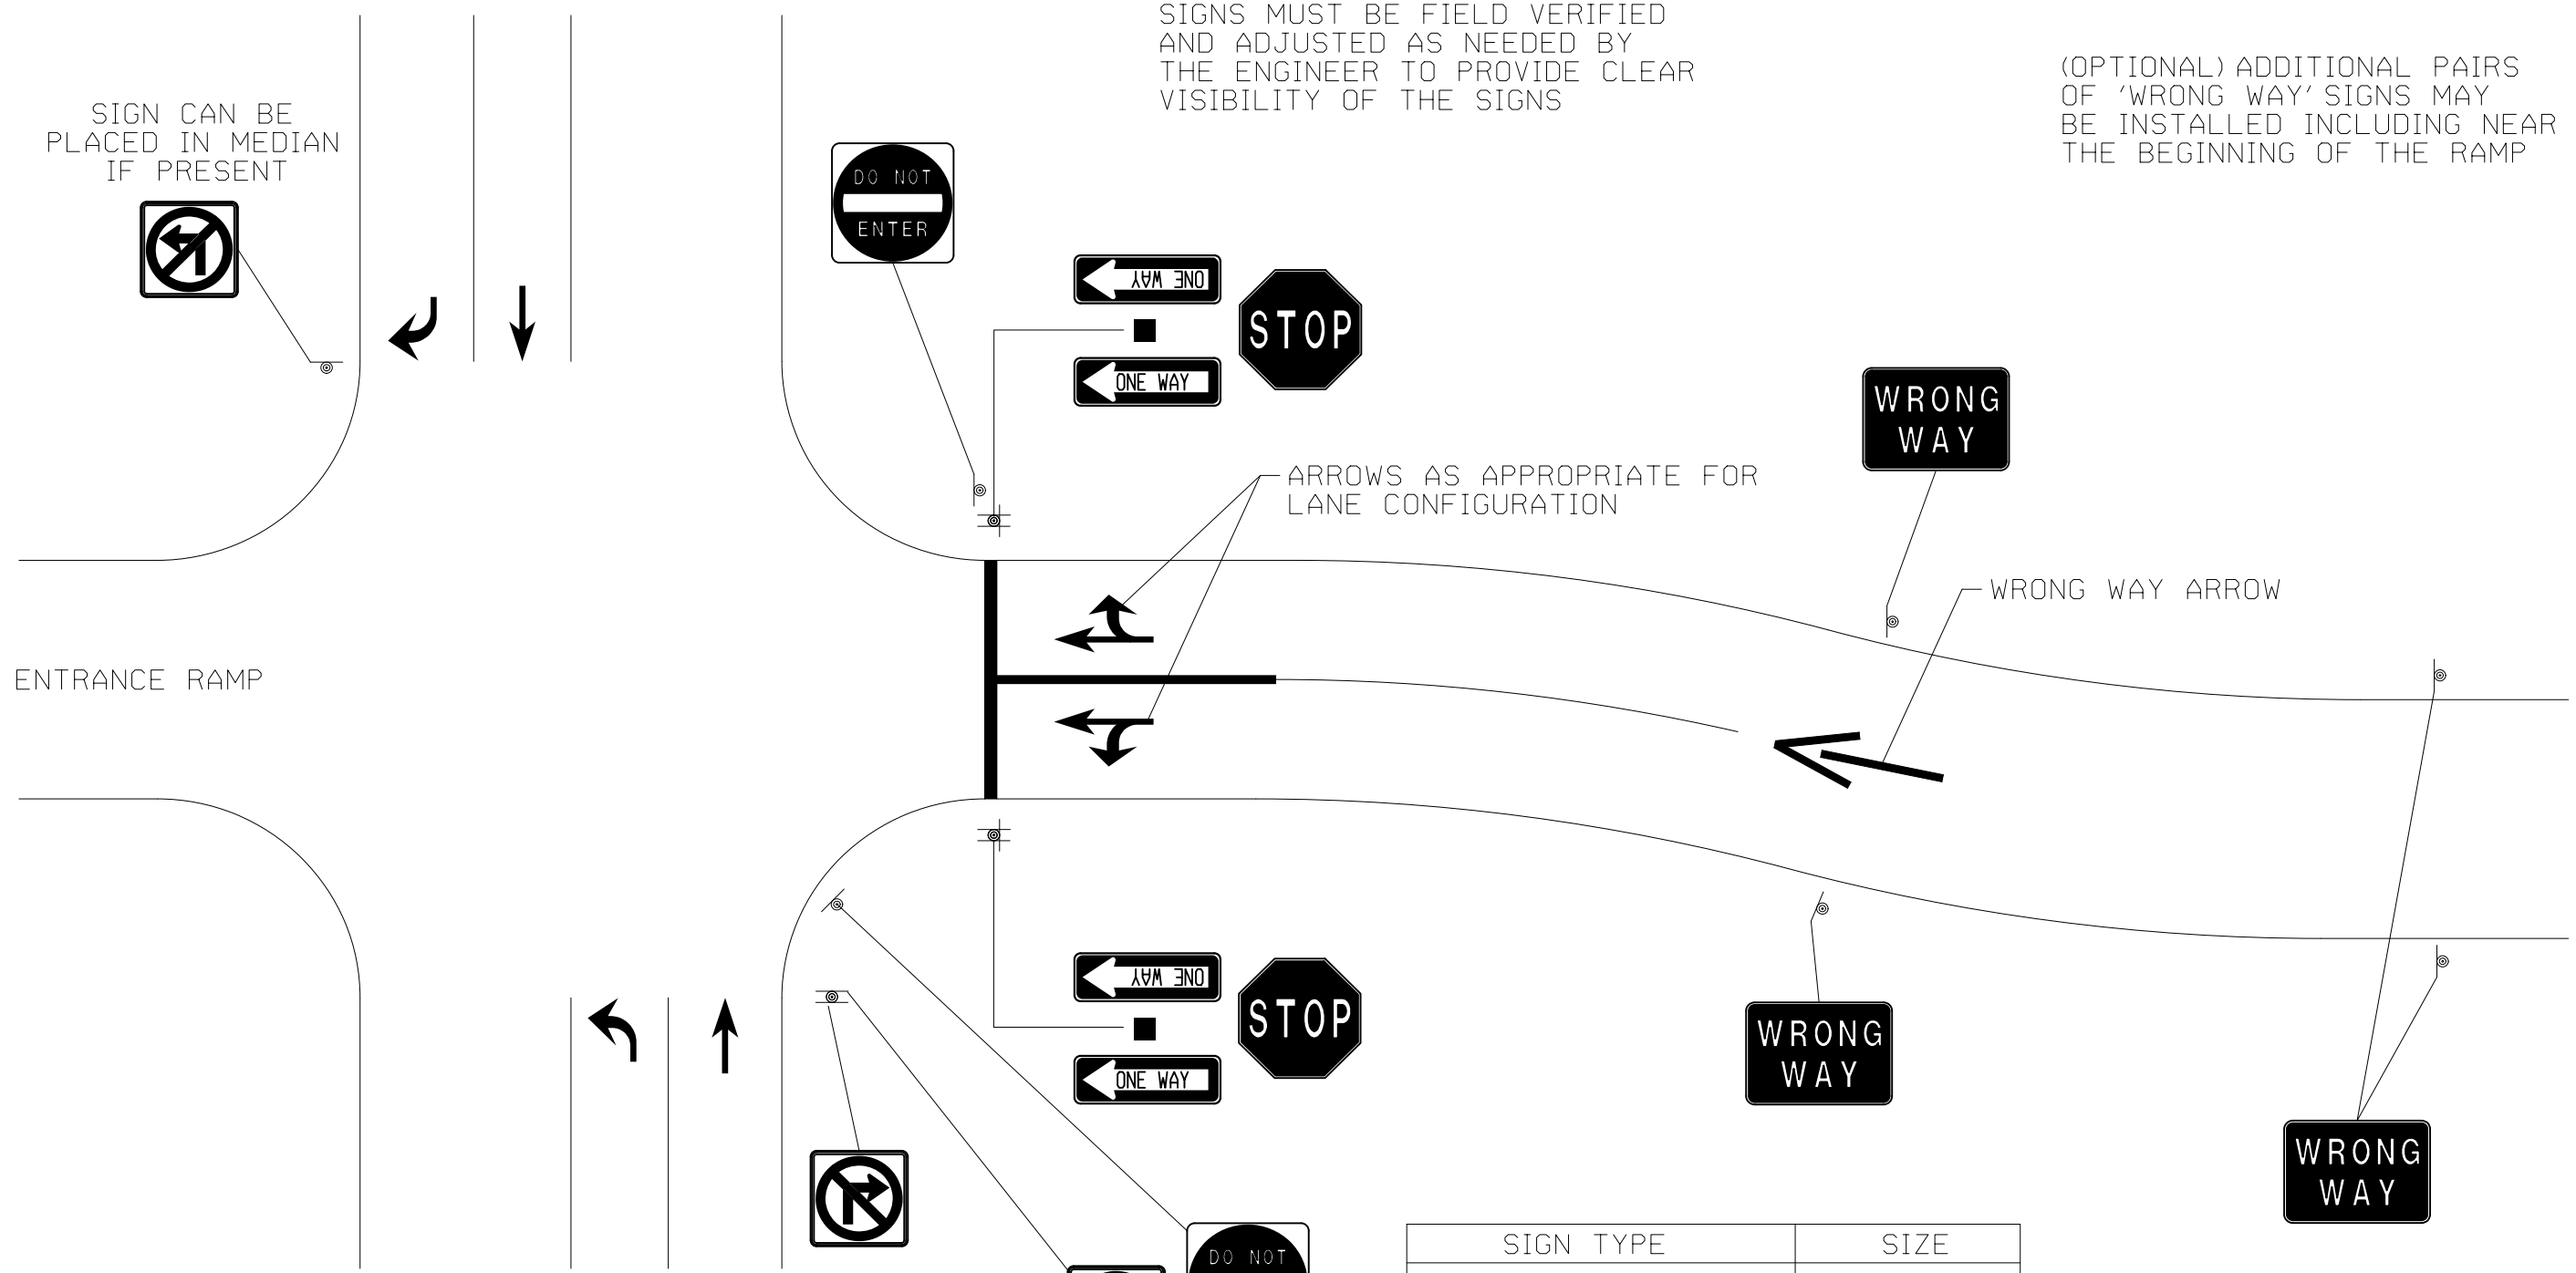 SIGNS MUST BE FIELD VERIFIED
AND ADJUSTED AS NEEDED BY
THE ENGINEER TO PROVIDE CLEAR
VISIBILITY OF THE SIGNS
(OPTIONAL) ADDITIONAL PAIRS
OF 'WRONG WAY' SIGNS MAY
BE INSTALLED INCLUDING NEAR
THE BEGINNING OF THE RAMP
SIGN CAN BE
PLACED IN MEDIAN
IF PRESENT
DO NOT
ENTER
ONE WAY
STOP
ONE WAY
WRONG
WAY
ARROWS AS APPROPRIATE FOR
LANE CONFIGURATION
WRONG WAY ARROW
ENTRANCE RAMP
ONE WAY
STOP
ONE WAY
WRONG
WAY
WRONG
WAY
DO NOT
SIGN TYPE
SIZE